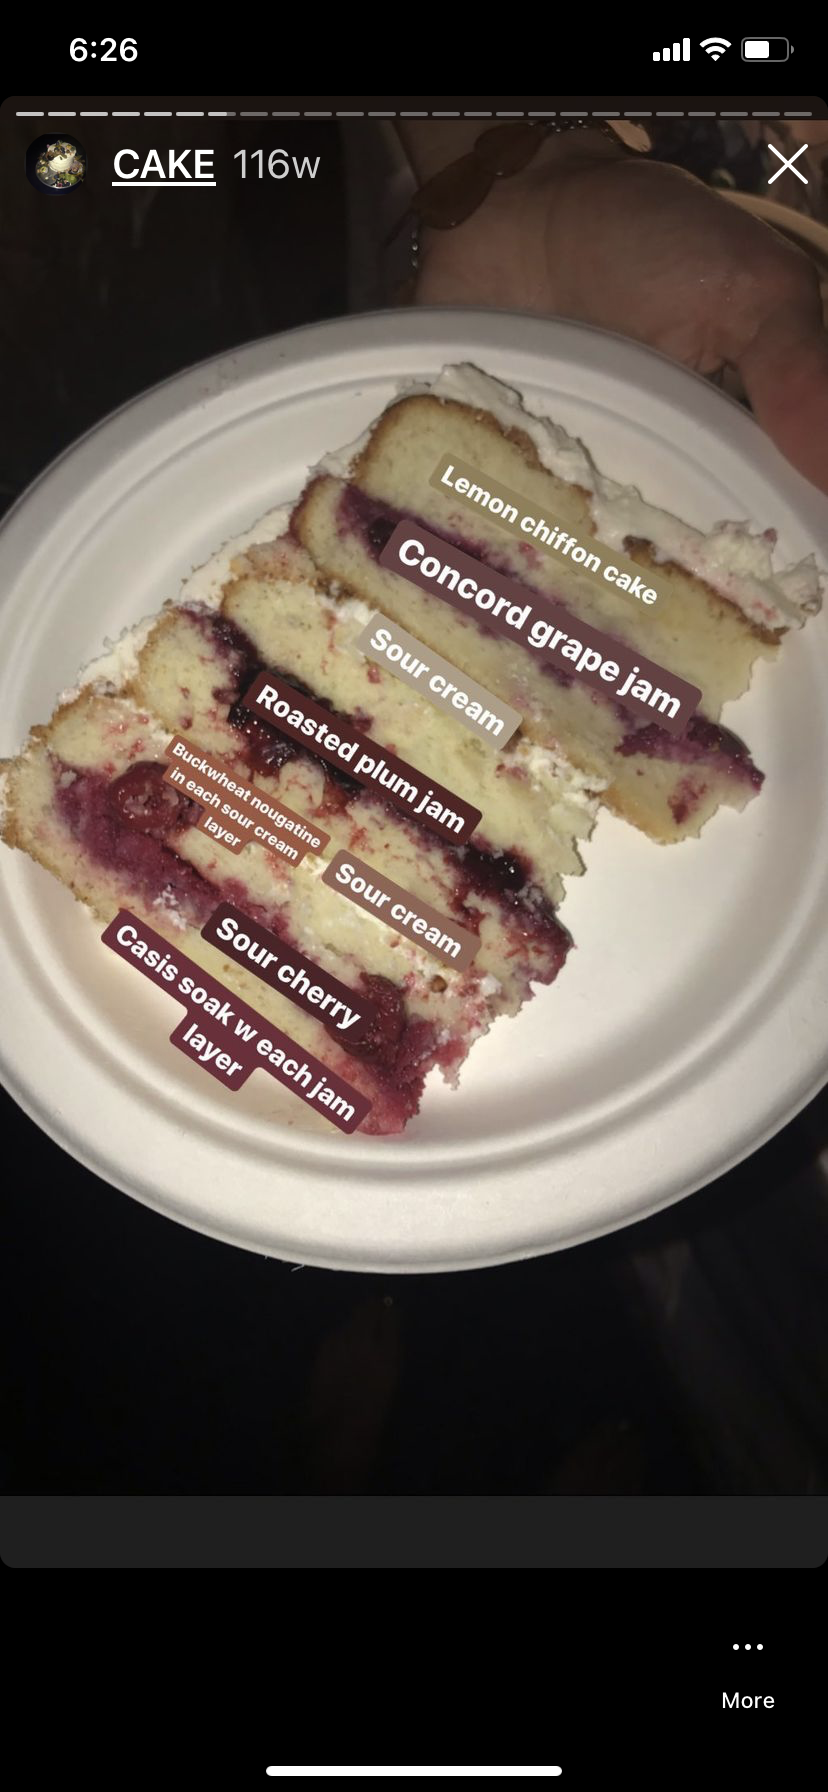 6:26
CAKE 116w
Lemon chiffon cake
Concord grape jam
Sour cream
Roasted plum jam
Buckwheat nougatine
in each sour cream
layer
Sour cream
Sour cherry
Casis soak w each jam
layer
More